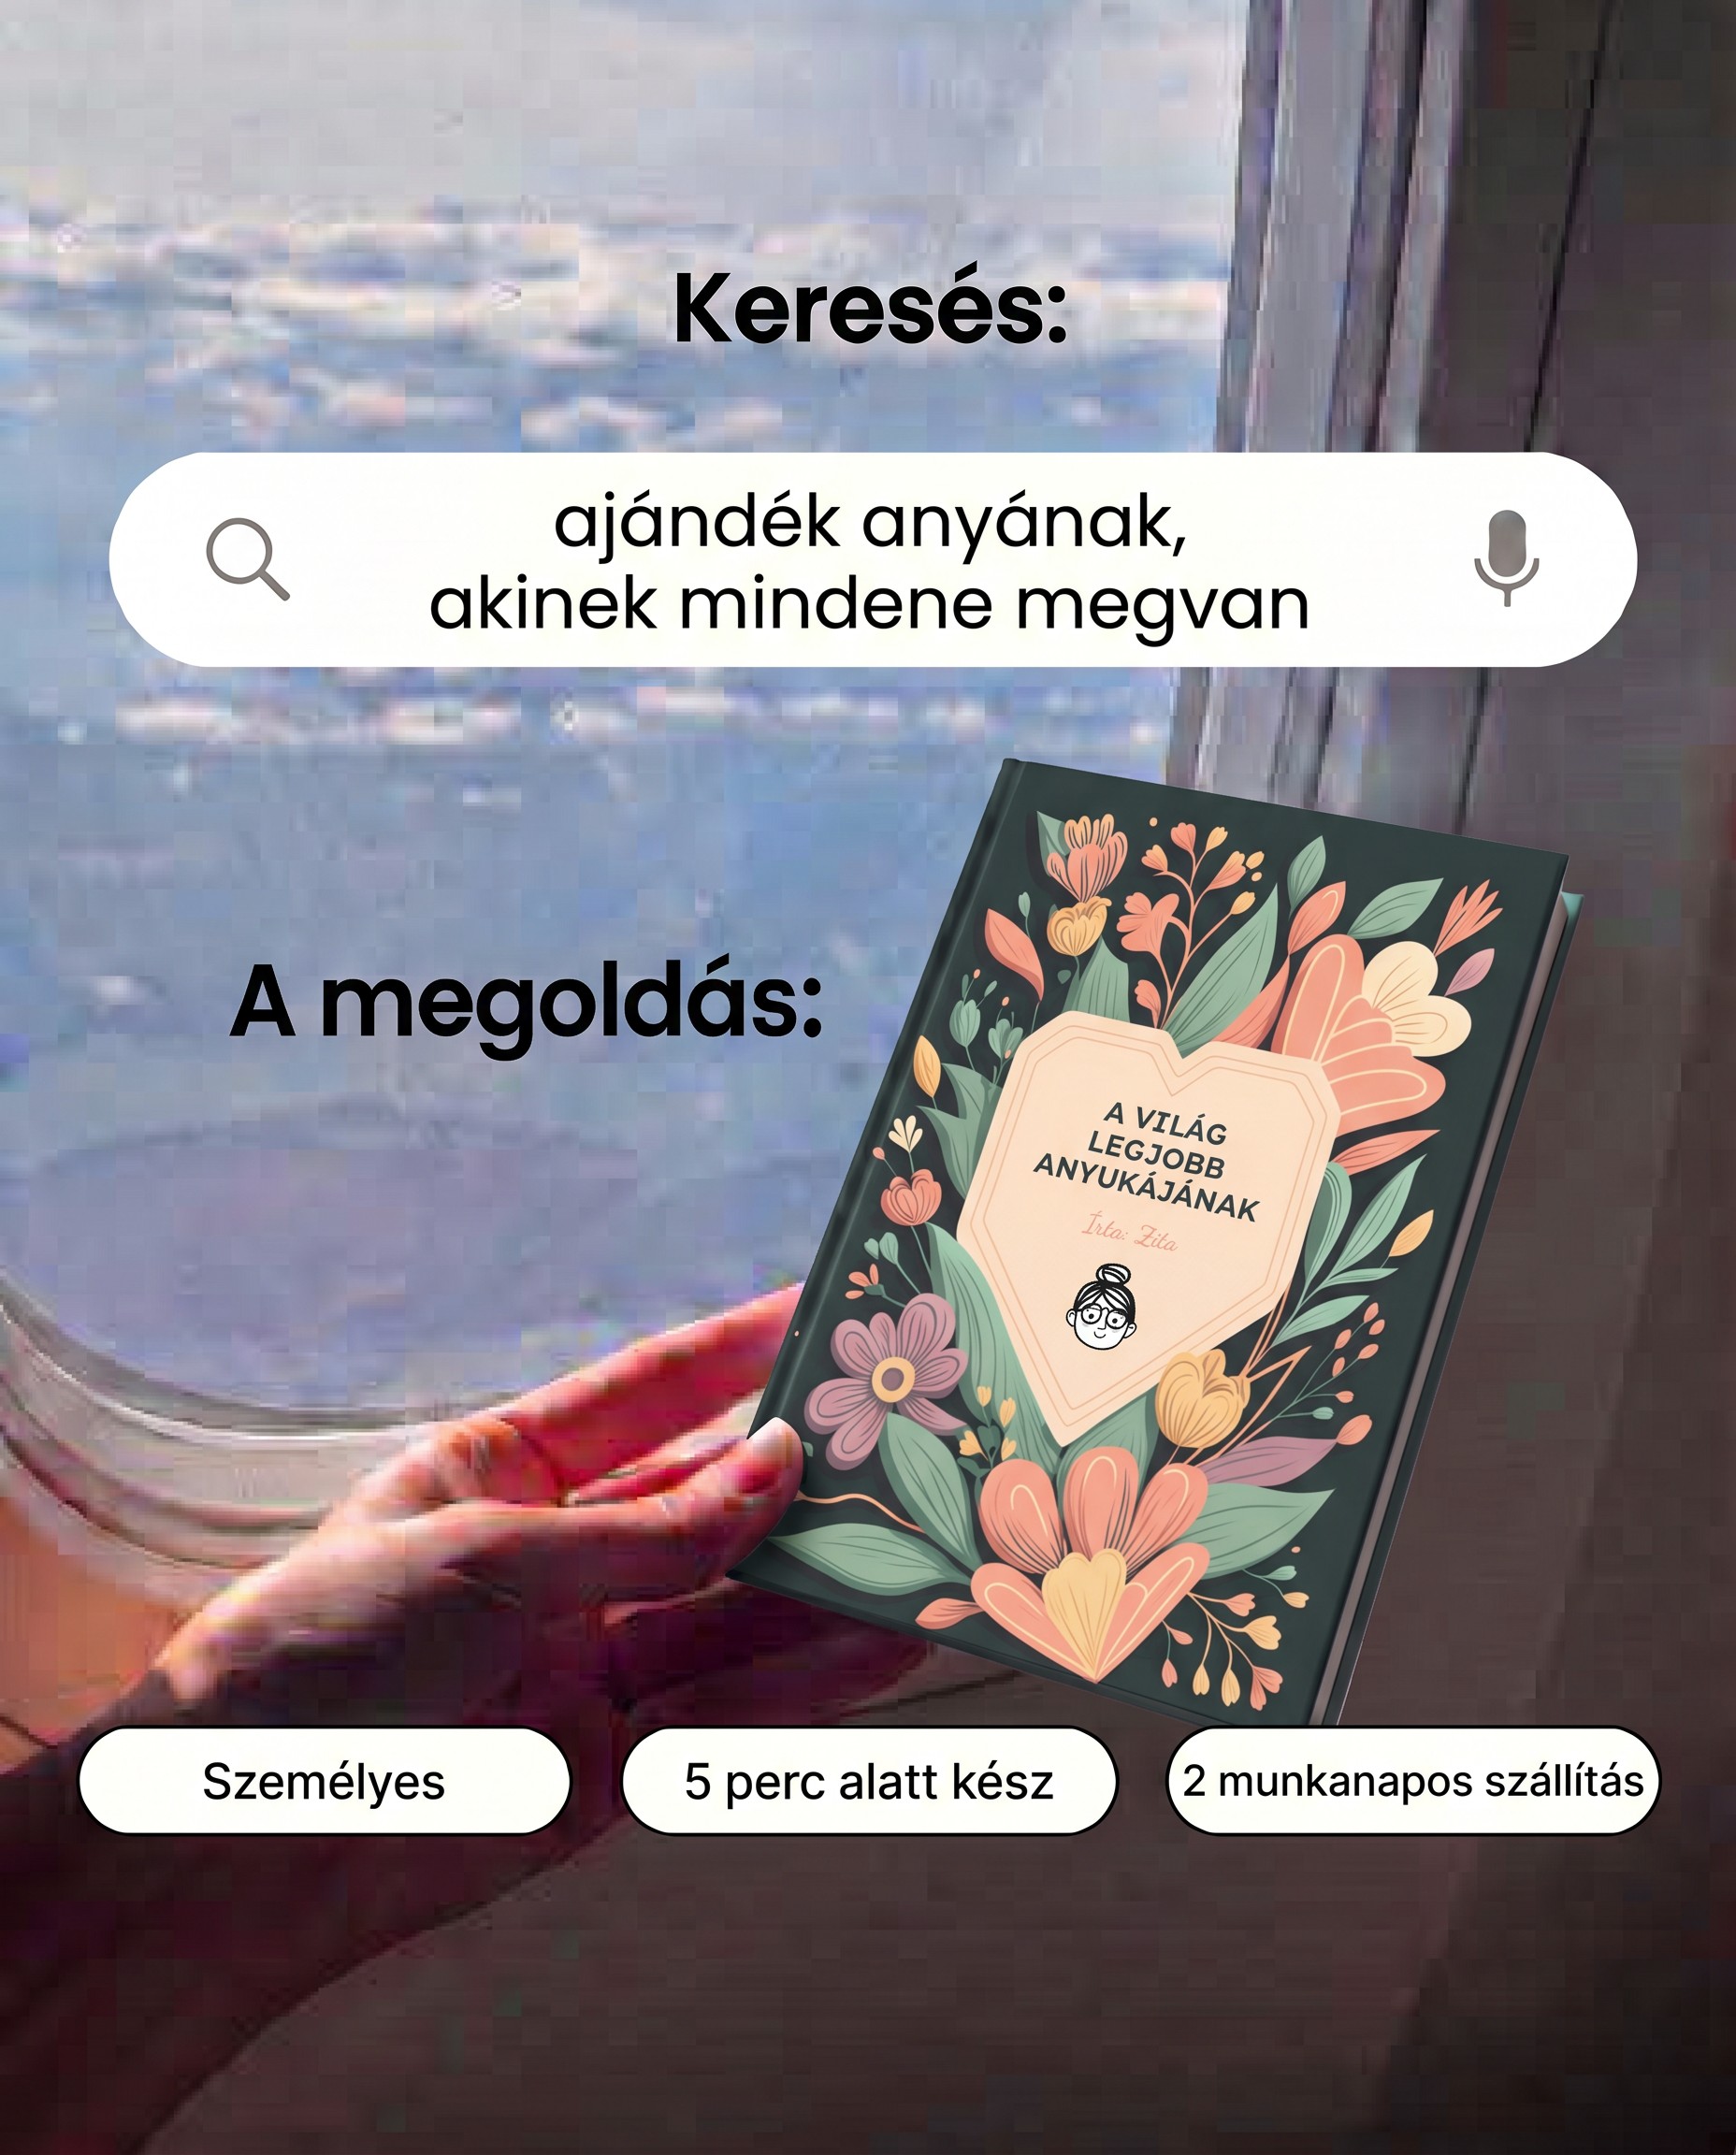 Keresés:
ajándék anyának,
akinek mindene megvan
A megoldás:
A VILÁG
LEGJOBB
ANYUKÁJÁNAK
Írta: Zita
Személyes
5 perc alatt kész
2 munkanapos szállítás